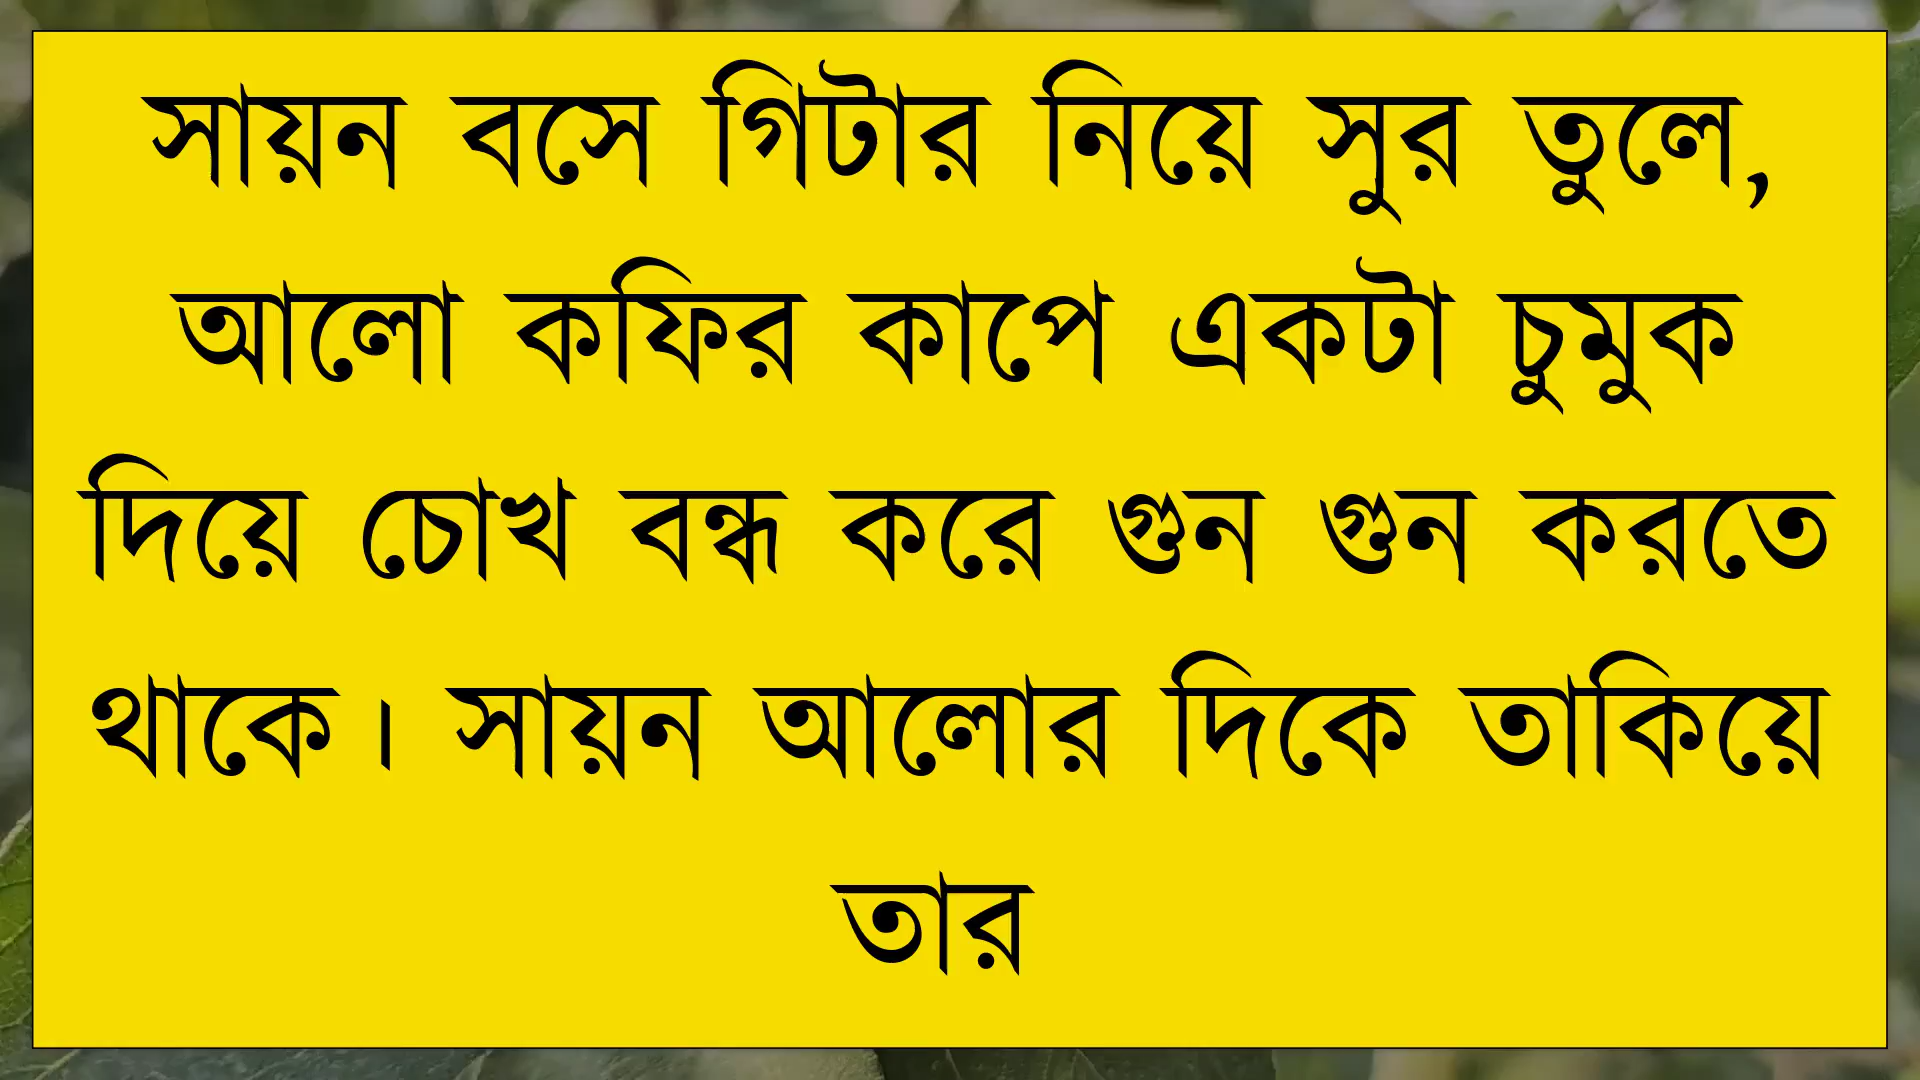 সায়ন বসে গিটার নিয়ে সুর তুলে,
আলো কফির কাপে একটা চুমুক
দিয়ে চোখ বন্ধ করে গুন গুন করতে
থাকে। সায়ন আলোর দিকে তাকিয়ে
তার